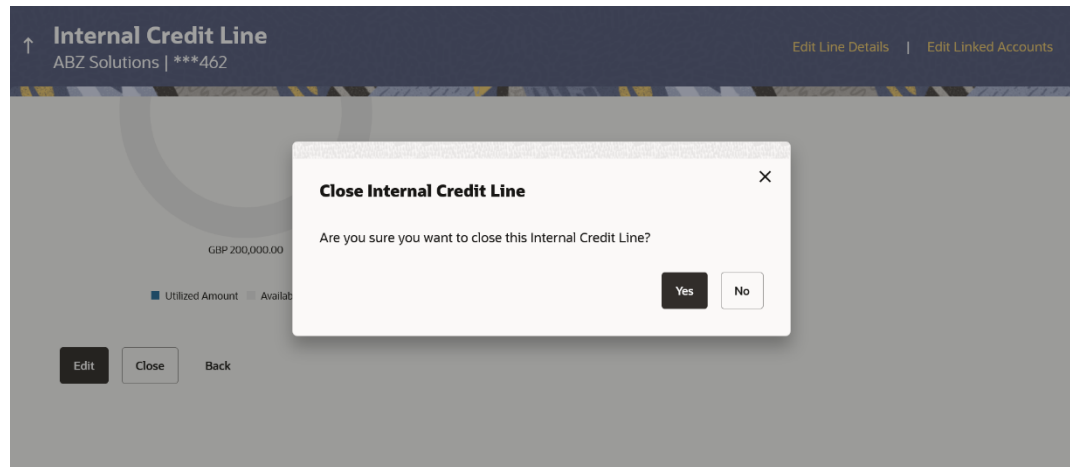 Internal Credit Line
ABZ Solutions | ***462
Edit Line Details | Edit Linked Accounts
Close Internal Credit Line
Are you sure you want to close this Internal Credit Line?
GBP 200,000.00
Yes No
Utilized Amount
Edit Close Back